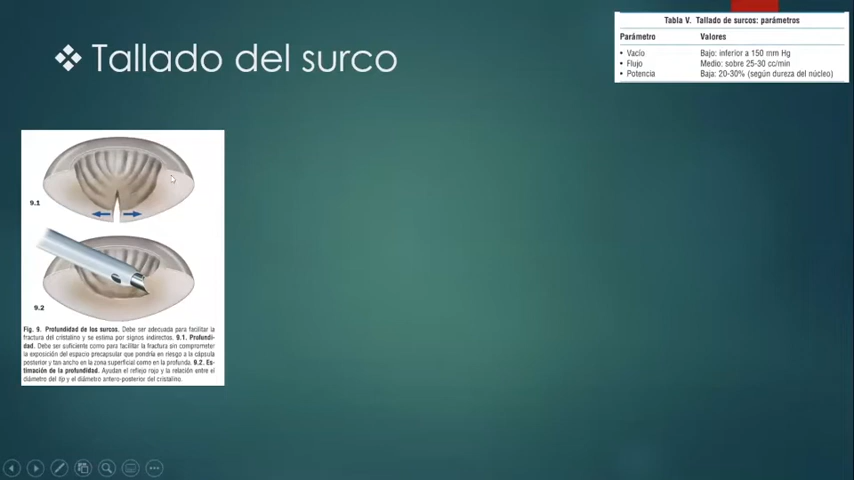 ❖ Tallado del surco
Tabla V. Tallado de surcos: parámetros
Parámetro Valores
• Vacío Bajo: inferior a 150 mm Hg
• Flujo Medio: sobre 25-30 cc/min
• Potencia Baja: 20-30% (según dureza del núcleo)
9.1
9.2
Fig. 9. Profundidad de los surcos. Debe ser adecuada para facilitar la
fractura del cristalino y se estima por signos indirectos. 9.1. Profundi-
dad. Debe ser suficiente como para facilitar la fractura sin comprometer
la exposición del espacio precapsular que pondría en riesgo a la cápsula
posterior y tan ancho en la zona superficial como en la profunda. 9.2. Es-
timación de la profundidad. Ayudan el reflejo rojo y la relación entre el
diámetro del tip y el diámetro antero-posterior del cristalino.